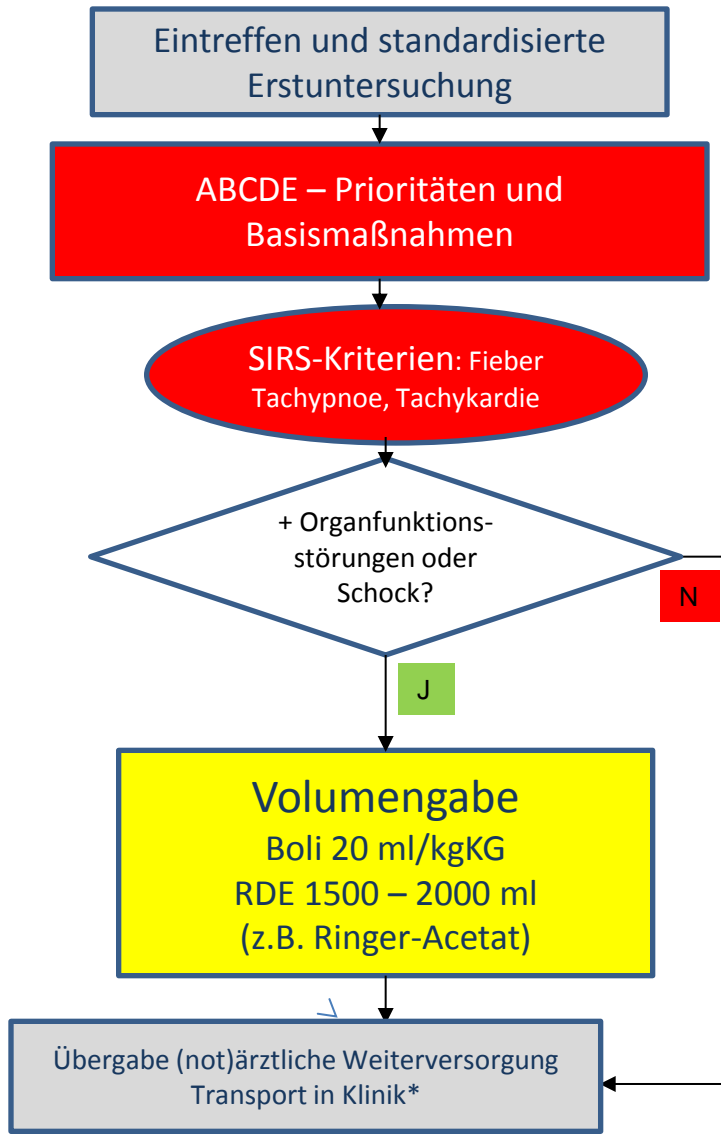 Eintreffen und standardisierte
Erstuntersuchung
ABCDE – Prioritäten und
Basismaßnahmen
SIRS-Kriterien: Fieber
Tachypnoe, Tachykardie
+ Organfunktions-
störungen oder
Schock?
N
J
Volumengabe
Boli 20 ml/kgKG
RDE 1500 – 2000 ml
(z.B. Ringer-Acetat)
Übergabe (not)ärztliche Weiterversorgung
Transport in Klinik*